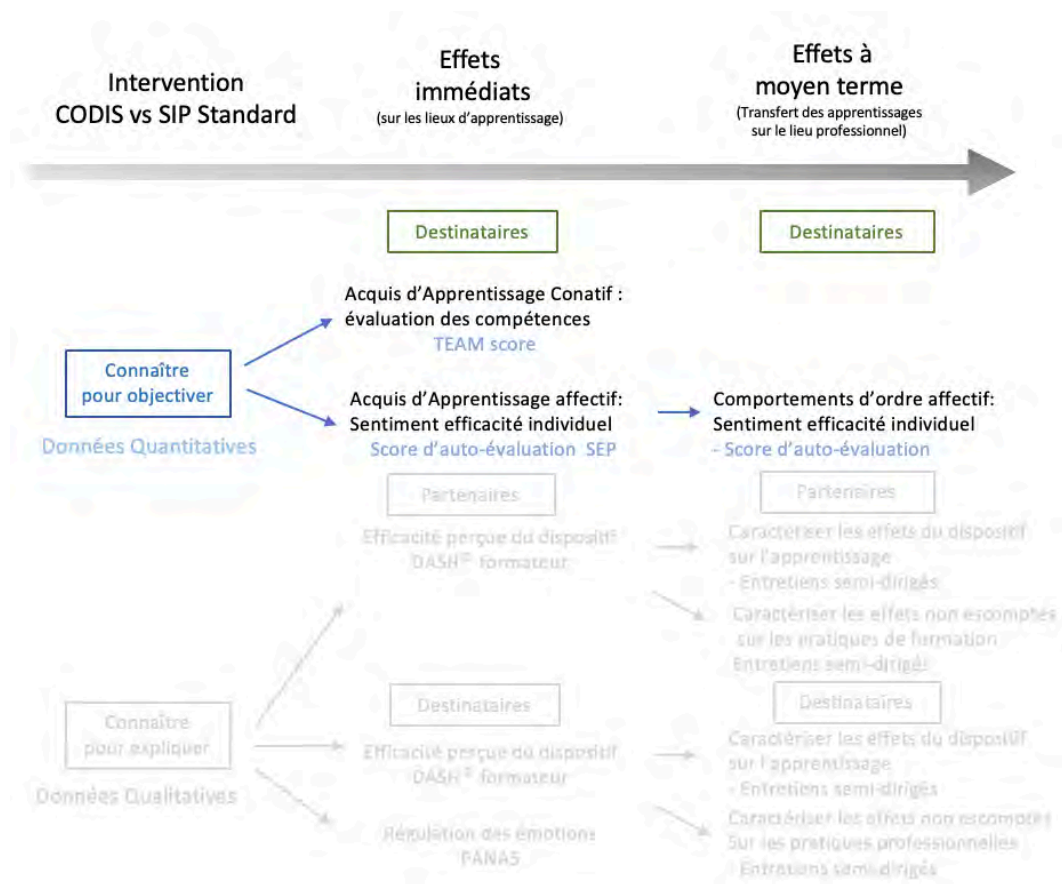 Intervention
CODIS vs SIP Standard
Effets
immédiats
(sur les lieux d'apprentissage)
Effets à
moyen terme
(Transfert des apprentissages
sur le lieu professionnel)
Destinataires
Destinataires
Acquis d'Apprentissage Conatif :
évaluation des compétences
TEAM score
Connaître
pour objectiver
Données Quantitatives
Acquis d'Apprentissage affectif:
Sentiment efficacité individuel
Score d'auto-évaluation SEP
Comportements d'ordre affectif:
Sentiment efficacité individuel
- Score d'auto-évaluation
Partenaires
Efficacité perçue du dispositif
DASH® formateur
Partenaires
Caractériser les effets du dispositif
sur l'apprentissage
- Entretiens semi-dirigés
Caractériser les effets non escomptés
sur les pratiques de formation
Entretiens semi-dirigés
Connaître
pour expliquer
Données Qualitatives
Destinataires
Efficacité perçue du dispositif
DASH® formateur
Régulation des émotions
PANAS
Destinataires
Caractériser les effets du dispositif
sur l'apprentissage
- Entretiens semi-dirigés
Caractériser les effets non escomptés
Sur les pratiques professionnelles
- Entretiens semi-dirigés